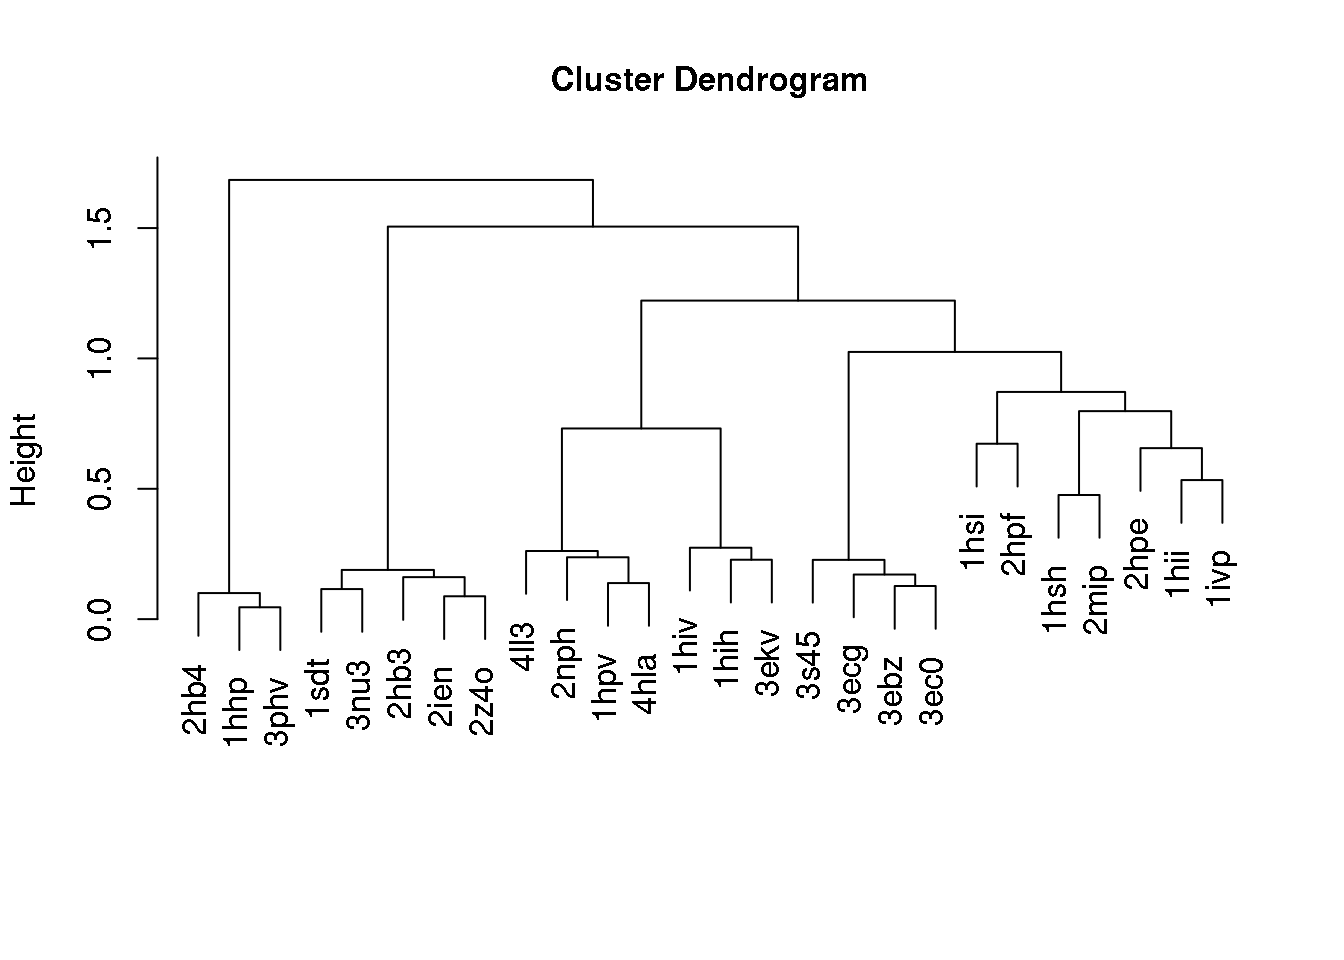 Cluster Dendrogram
Height
1.5
1.0
0.5
0.0
2hb4
1hhp
3phv
1sdt
3nu3
2hb3
2ien
2z4o
4ll3
2nph
1hpv
4hla
1hiv
1hih
3ekv
3s45
3ecg
3ebz
3ec0
1hsi
2hpf
1hsh
2mip
2hpe
1hii
1ivp